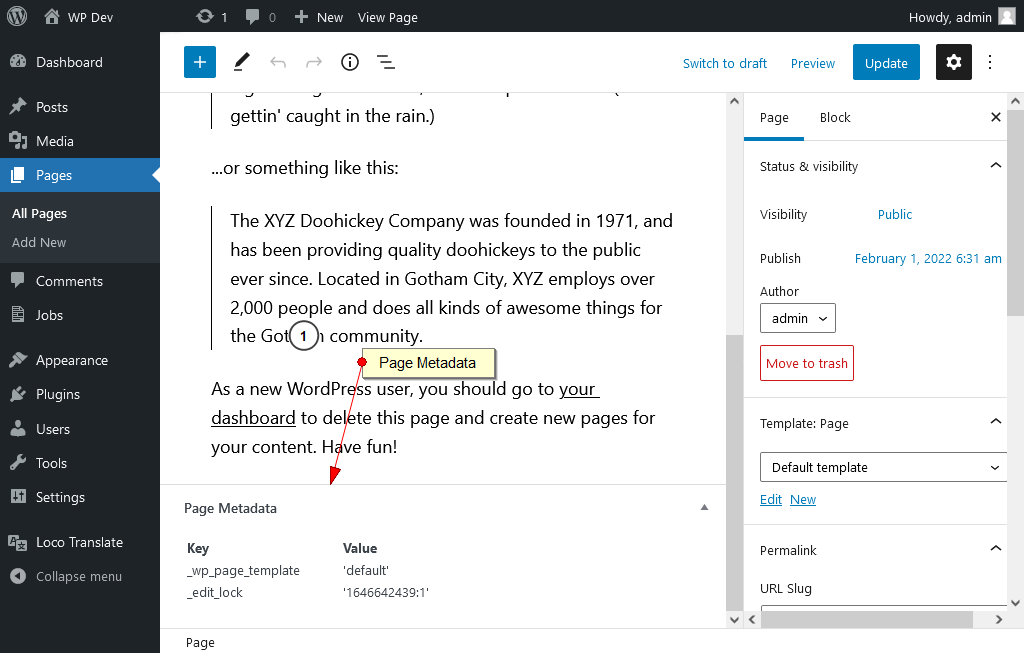 WP Dev
1
0
New
View Page
Howdy, admin
Dashboard
Posts
Media
Pages
All Pages
Add New
Comments
Jobs
Appearance
Plugins
Users
Tools
Settings
Loco Translate
Collapse menu
Switch to draft
Preview
Update
gettin' caught in the rain.)
...or something like this:
The XYZ Doohickey Company was founded in 1971, and
has been providing quality doohickeys to the public
ever since. Located in Gotham City, XYZ employs over
2,000 people and does all kinds of awesome things for
the Got
1
community.
Page Metadata
As a new WordPress user, you should go to your
dashboard to delete this page and create new pages for
your content. Have fun!
Page Metadata
Key Value
_wp_page_template 'default'
_edit_lock '1646642439:1'
Page
Page Block
Status & visibility
Visibility Public
Publish February 1, 2022 6:31 am
Author
admin
Move to trash
Template: Page
Default template
Edit New
Permalink
URL Slug